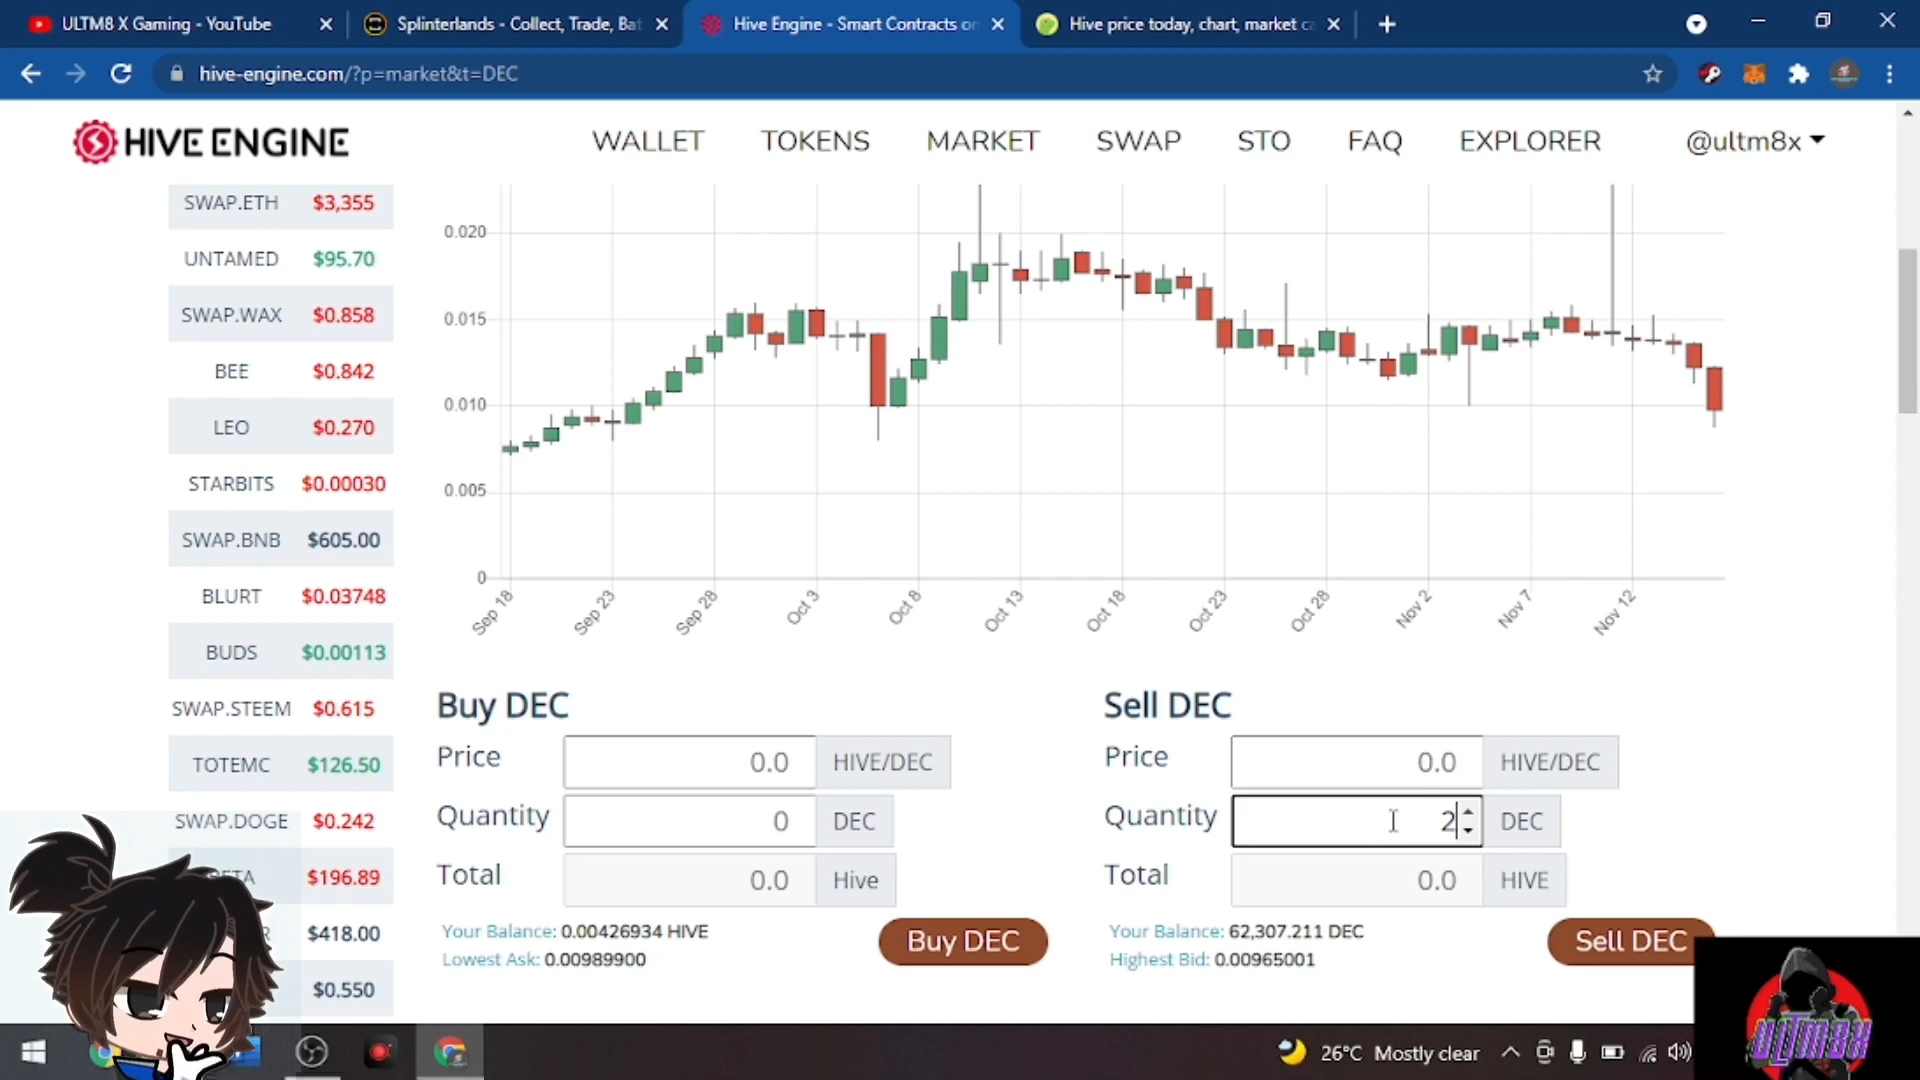 ULTM8 X Gaming - YouTube
Splinterlands - Collect, Trade, Bat
Hive Engine - Smart Contracts on
Hive price today, chart, market ca
hive-engine.com/?p=market&t=DEC
HIVE ENGINE
WALLET TOKENS MARKET SWAP STO FAQ EXPLORER @ultm8x
SWAP.ETH $3,355
UNTAMED $95.70
SWAP.WAX $0.858
BEE $0.842
LEO $0.270
STARBITS $0.00030
SWAP.BNB $605.00
BLURT $0.03748
BUDS $0.00113
SWAP.STEEM $0.615
TOTEMC $126.50
SWAP.DOGE $0.242
$196.89
$418.00
$0.550
0.020
0.015
0.010
0.005
0
Sep 18 Sep 23 Sep 28 Oct 3 Oct 8 Oct 13 Oct 18 Oct 23 Oct 28 Nov 2 Nov 7 Nov 12
Buy DEC
Price 0.0 HIVE/DEC
Quantity 0 DEC
Total 0.0 Hive
Your Balance: 0.00426934 HIVE
Lowest Ask: 0.00989900
Buy DEC
Sell DEC
Price 0.0 HIVE/DEC
Quantity 2 DEC
Total 0.0 HIVE
Your Balance: 62,307.211 DEC
Highest Bid: 0.00965001
Sell DEC
26°C Mostly clear
ULTM8X